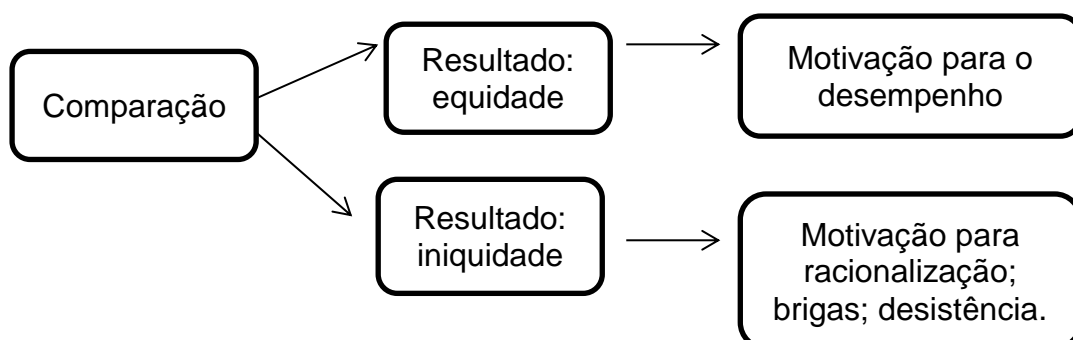 Comparação
Resultado:
equidade
Motivação para o
desempenho
Resultado:
iniquidade
Motivação para
racionalização;
brigas; desistência.